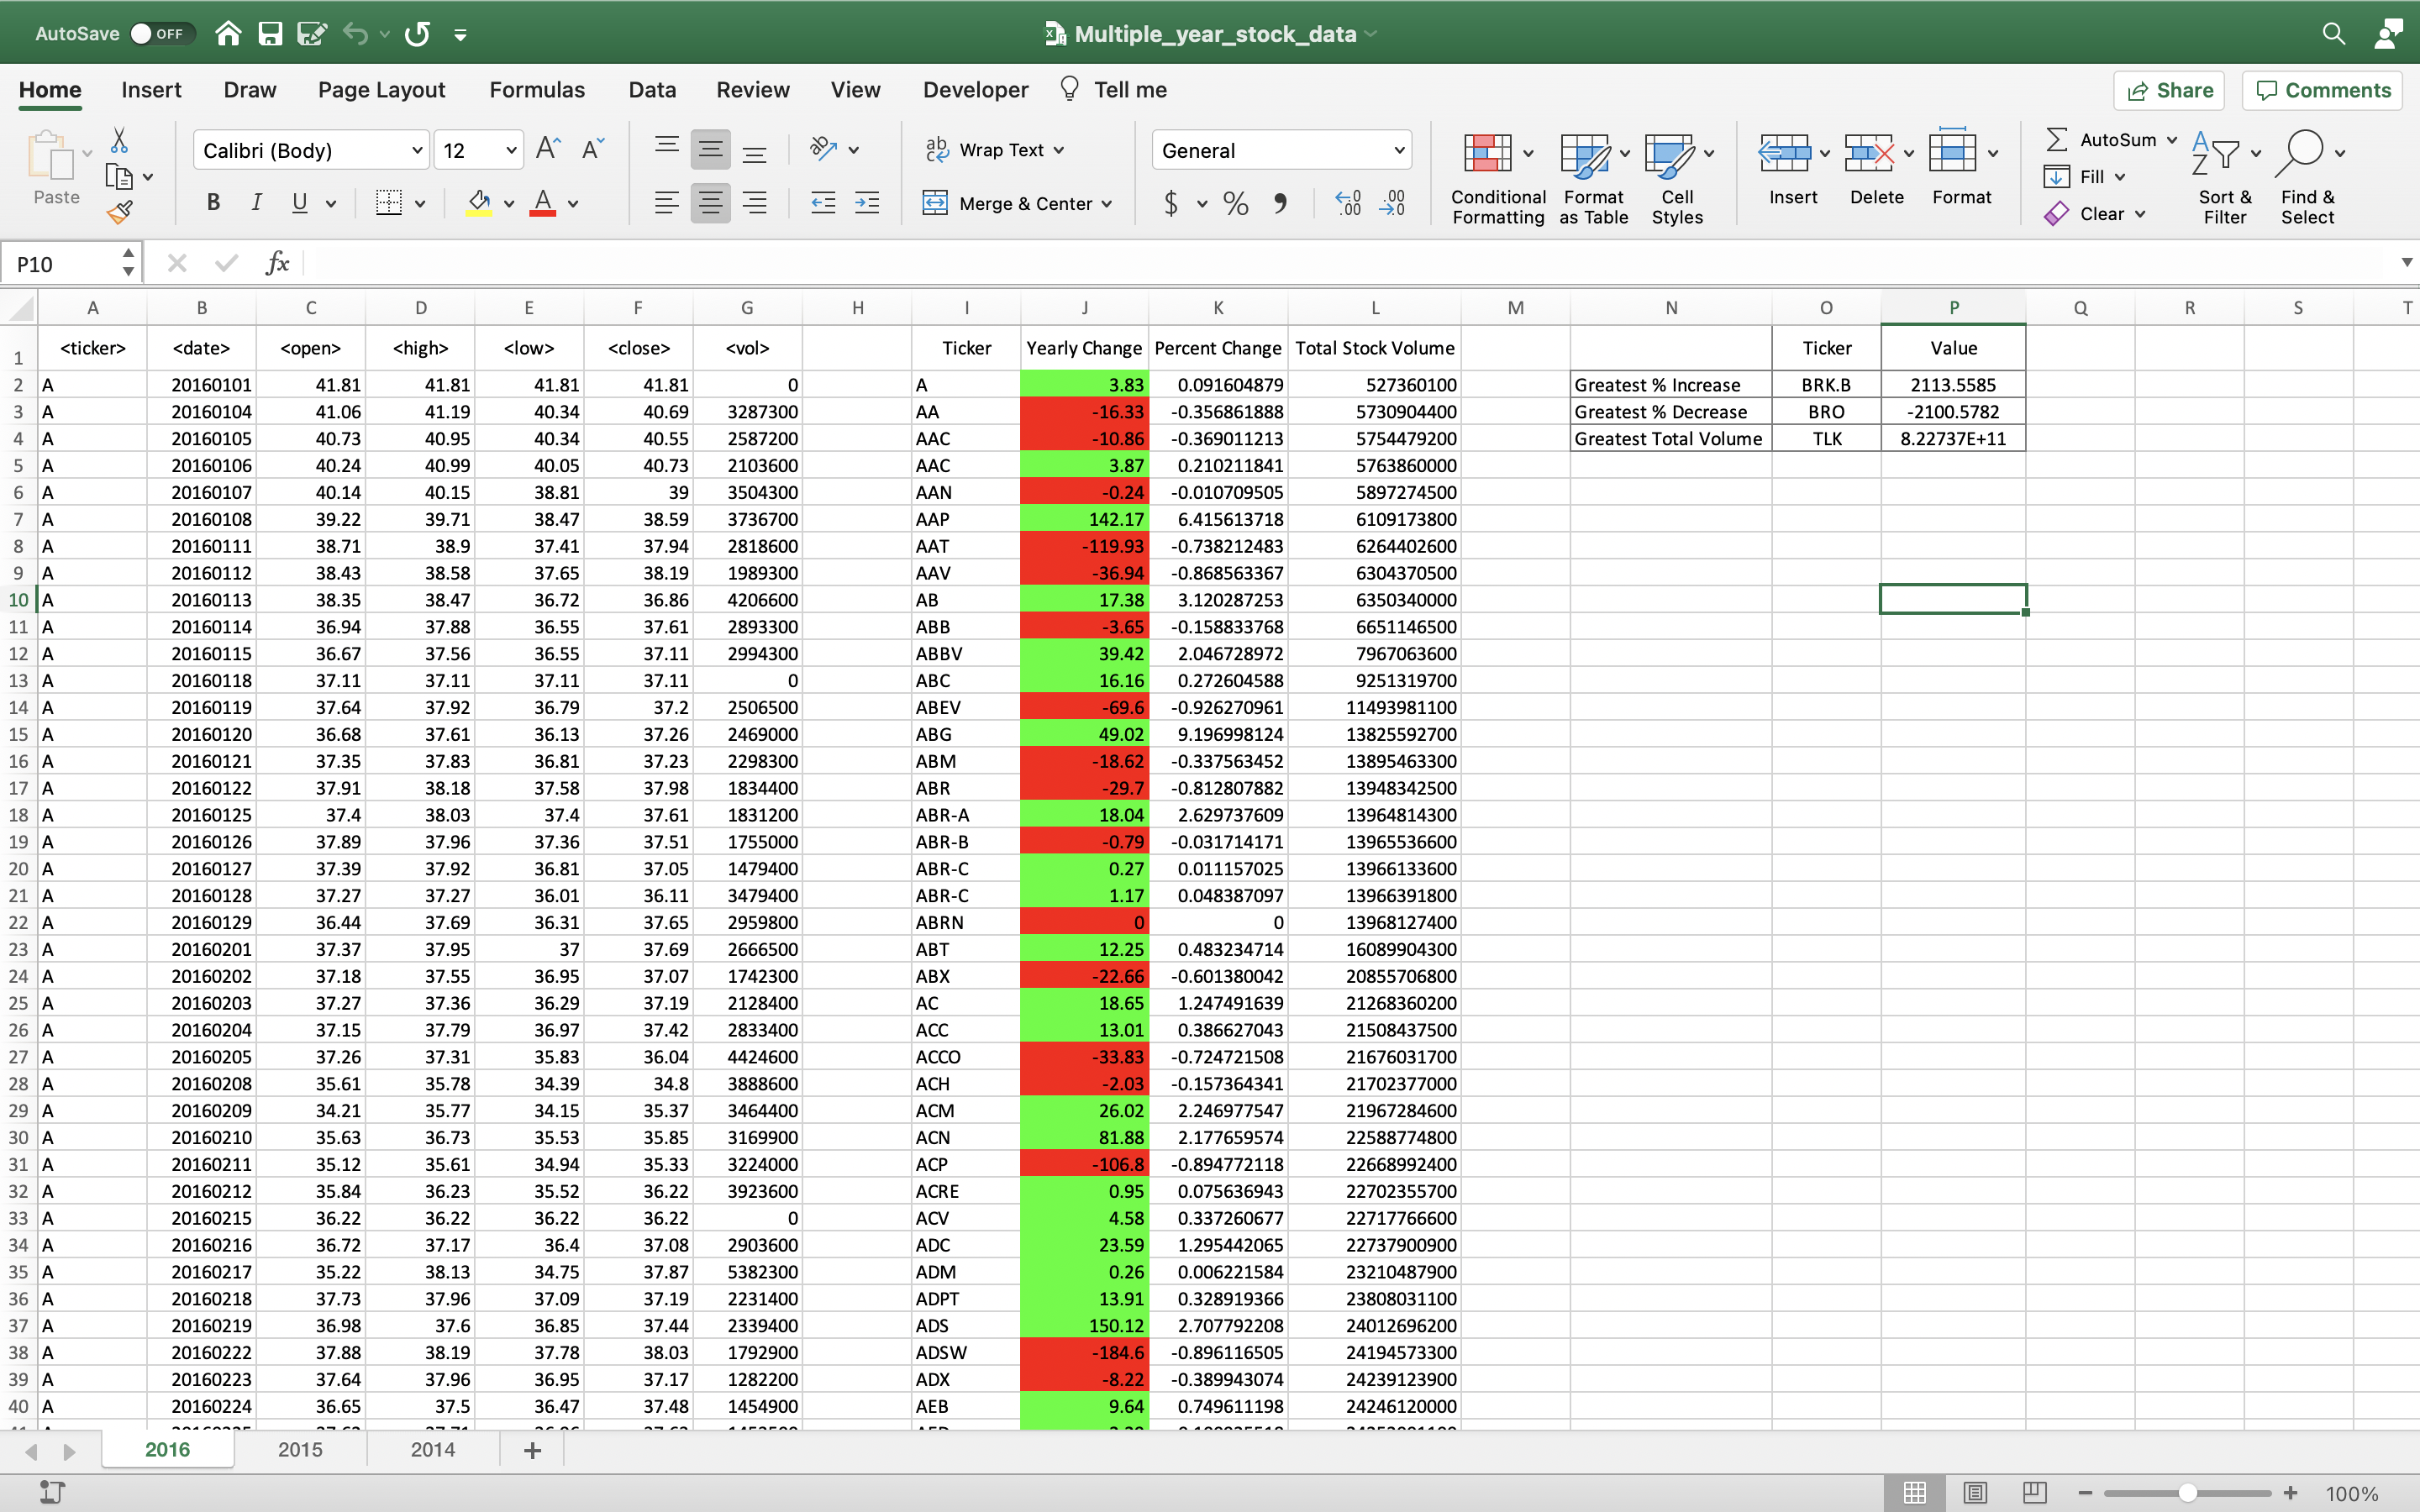 AutoSave OFF Multiple_year_stock_data
Home Insert Draw Page Layout Formulas Data Review View Developer Tell me Share Comments
Paste Calibri (Body) 12 Wrap Text General Conditional Formatting Format as Table Cell Styles Insert Delete Format AutoSum Fill Clear Sort & Filter Find & Select
B I U Merge & Center $ % 
P10 fx
A B C D E F G H I J K L M N O P Q R S T
1 <ticker> <date> <open> <high> <low> <close> <vol> Ticker Yearly Change Percent Change Total Stock Volume Ticker Value
2 A 20160101 41.81 41.81 41.81 41.81 0 A 3.83 0.091604879 527360100 Greatest % Increase BRK.B 2113.5585
3 A 20160104 41.06 41.19 40.34 40.69 3287300 AA -16.33 -0.356861888 5730904400 Greatest % Decrease BRO -2100.5782
4 A 20160105 40.73 40.95 40.34 40.55 2587200 AAC -10.86 -0.369011213 5754479200 Greatest Total Volume TLK 8.22737E+11
5 A 20160106 40.24 40.99 40.05 40.73 2103600 AAC 3.87 0.210211841 5763860000
6 A 20160107 40.14 40.15 38.81 39 3504300 AAN -0.24 -0.010709505 5897274500
7 A 20160108 39.22 39.71 38.47 38.59 3736700 AAP 142.17 6.415613718 6109173800
8 A 20160111 38.71 38.9 37.41 37.94 2818600 AAT -119.93 -0.738212483 6264402600
9 A 20160112 38.43 38.58 37.65 38.19 1989300 AAV -36.94 -0.868563367 6304370500
10 A 20160113 38.35 38.47 36.72 36.86 4206600 AB 17.38 3.120287253 6350340000
11 A 20160114 36.94 37.88 36.55 37.61 2893300 ABB -3.65 -0.158833768 6651146500
12 A 20160115 36.67 37.56 36.55 37.11 2994300 ABBV 39.42 2.046728972 7967063600
13 A 20160118 37.11 37.11 37.11 37.11 0 ABC 16.16 0.272604588 9251319700
14 A 20160119 37.64 37.92 36.79 37.2 2506500 ABEV -69.6 -0.926270961 11493981100
15 A 20160120 36.68 37.61 36.13 37.26 2469000 ABG 49.02 9.196998124 13825592700
16 A 20160121 37.35 37.83 36.81 37.23 2298300 ABM -18.62 -0.337563452 13895463300
17 A 20160122 37.91 38.18 37.58 37.98 1834400 ABR -29.7 -0.812807882 13948342500
18 A 20160125 37.4 38.03 37.4 37.61 1831200 ABR-A 18.04 2.629737609 13964814300
19 A 20160126 37.89 37.96 37.36 37.51 1755000 ABR-B -0.79 -0.031714171 13965536600
20 A 20160127 37.39 37.92 36.81 37.05 1479400 ABR-C 0.27 0.011157025 13966133600
21 A 20160128 37.27 37.27 36.01 36.11 3479400 ABR-C 1.17 0.048387097 13966391800
22 A 20160129 36.44 37.69 36.31 37.65 2959800 ABRN 0 0 13968127400
23 A 20160201 37.37 37.95 37 37.69 2666500 ABT 12.25 0.483234714 16089904300
24 A 20160202 37.18 37.55 36.95 37.07 1742300 ABX -22.66 -0.601380042 20855706800
25 A 20160203 37.27 37.36 36.29 37.19 2128400 AC 18.65 1.247491639 21268360200
26 A 20160204 37.15 37.79 36.97 37.42 2833400 ACC 13.01 0.386627043 21508437500
27 A 20160205 37.26 37.31 35.83 36.04 4424600 ACCO -33.83 -0.724721508 21676031700
28 A 20160208 35.61 35.78 34.39 34.8 3888600 ACH -2.03 -0.157364341 21702377000
29 A 20160209 34.21 35.77 34.15 35.37 3464400 ACM 26.02 2.246977547 21967284600
30 A 20160210 35.63 36.73 35.53 35.85 3169900 ACN 81.88 2.177659574 22588774800
31 A 20160211 35.12 35.61 34.94 35.33 3224000 ACP -106.8 -0.894772118 22668992400
32 A 20160212 35.84 36.23 35.52 36.22 3923600 ACRE 0.95 0.075636943 22702355700
33 A 20160215 36.22 36.22 36.22 36.22 0 ACV 4.58 0.337260677 22717766600
34 A 20160216 36.72 37.17 36.4 37.08 2903600 ADC 23.59 1.295442065 22737900900
35 A 20160217 35.22 38.13 34.75 37.87 5382300 ADM 0.26 0.006221584 23210487900
36 A 20160218 37.73 37.96 37.09 37.19 2231400 ADPT 13.91 0.328919366 23808031100
37 A 20160219 36.98 37.6 36.85 37.44 2339400 ADS 150.12 2.707792208 24012696200
38 A 20160222 37.88 38.19 37.78 38.03 1792900 ADSW -184.6 -0.896116505 24194573300
39 A 20160223 37.64 37.96 36.95 37.17 1282200 ADX -8.22 -0.389943074 24239123900
40 A 20160224 36.65 37.5 36.47 37.48 1454900 AEB 9.64 0.749611198 24246120000
2016 2015 2014
100%